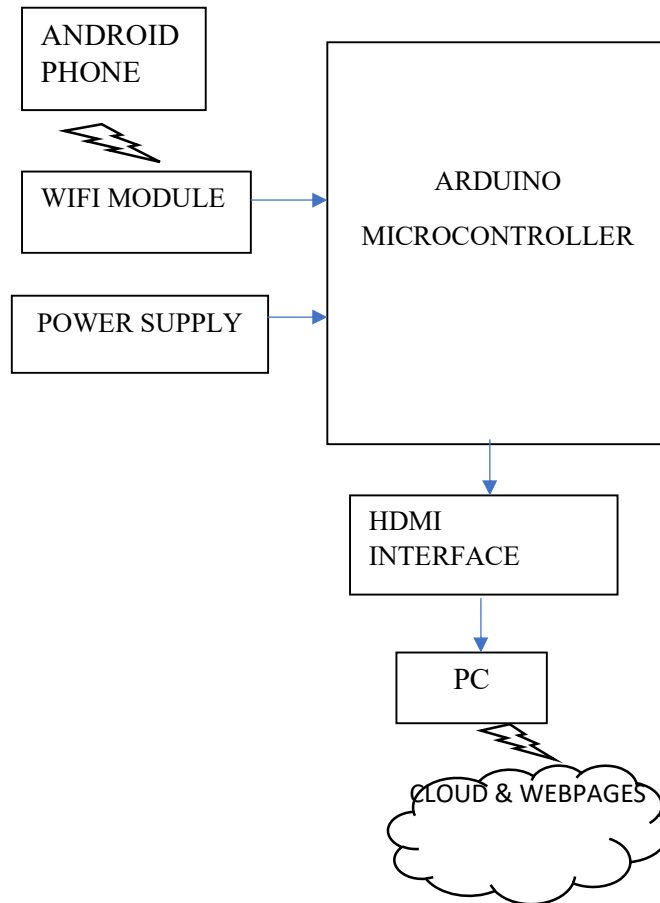 ANDROID
PHONE
WIFI MODULE
ARDUINO
MICROCONTROLLER
POWER SUPPLY
HDMI
INTERFACE
PC
CLOUD & WEBPAGES